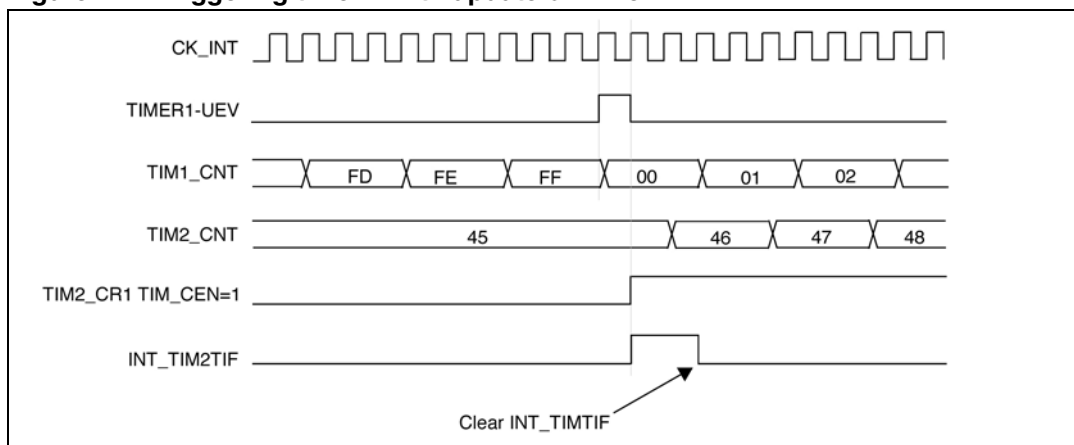 CK_INT
TIMER1-UEV
TIM1_CNT FD FE FF 00 01 02
TIM2_CNT 45 46 47 48
TIM2_CR1 TIM_CEN=1
INT_TIM2TIF
Clear INT_TIMTIF